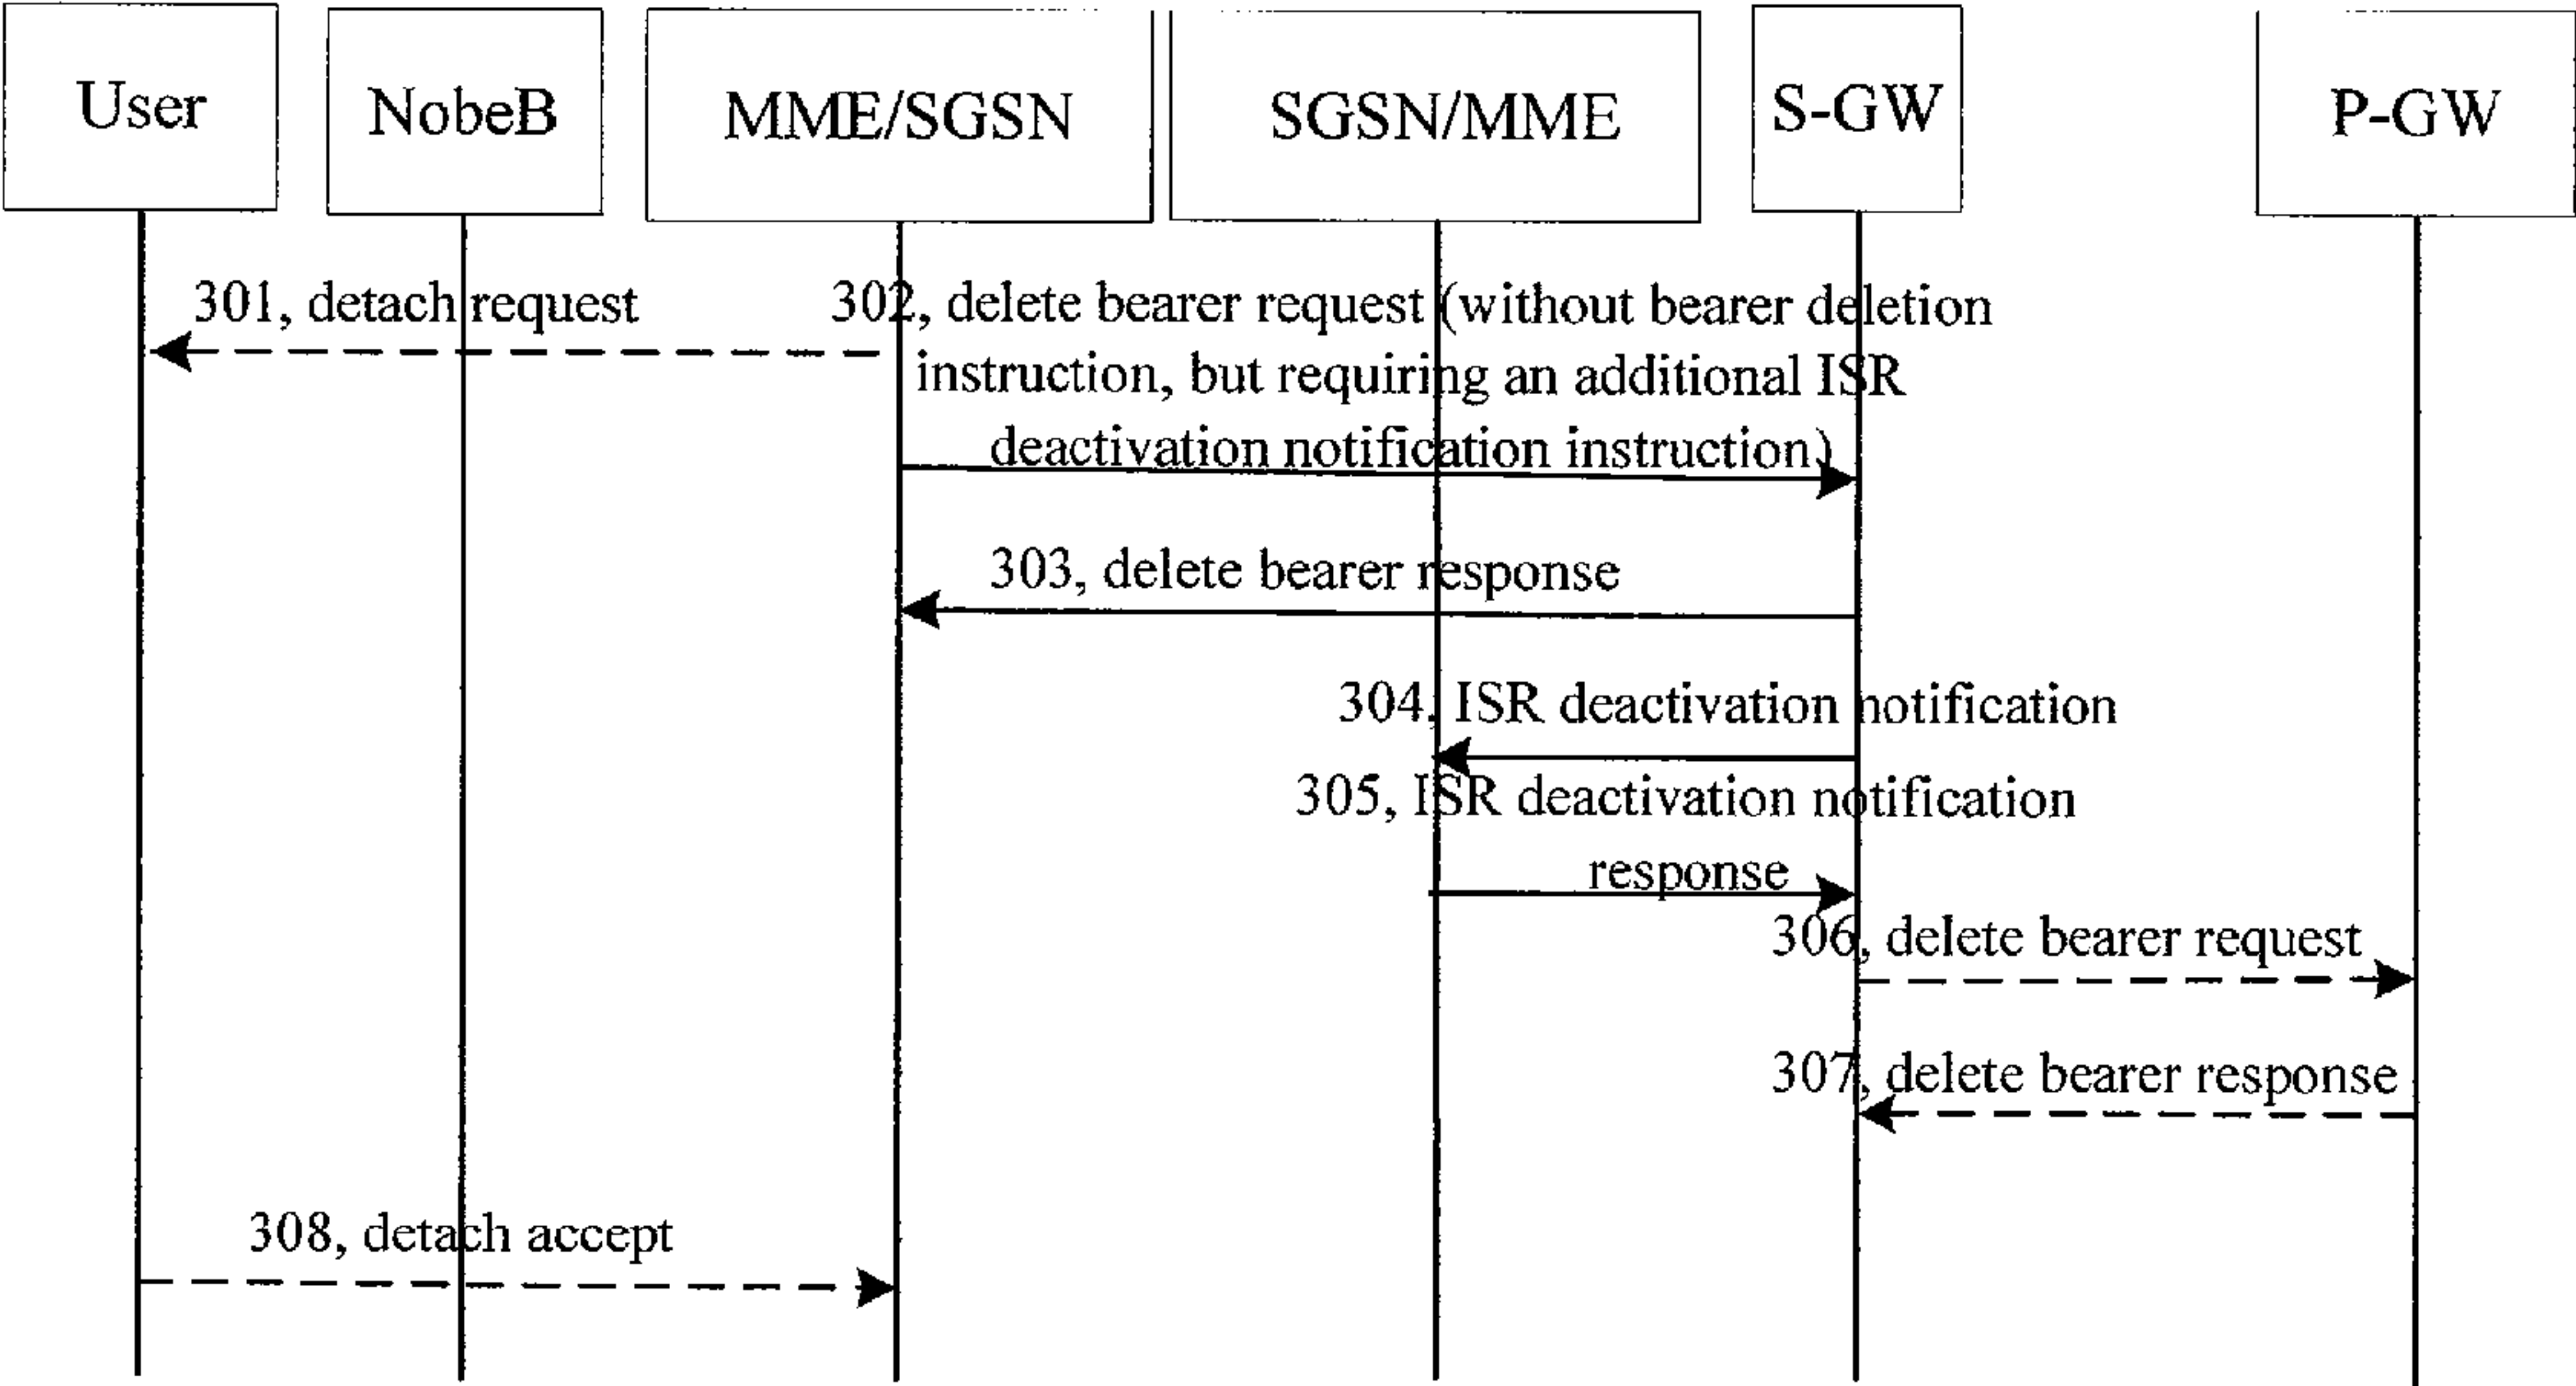 User
NobeB
MME/SGSN
SGSN/MME
S-GW
P-GW
301, detach request
302, delete bearer request (without bearer deletion
instruction, but requiring an additional ISR
deactivation notification instruction)
303, delete bearer response
304, ISR deactivation notification
305, ISR deactivation notification
response
306, delete bearer request
307, delete bearer response
308, detach accept